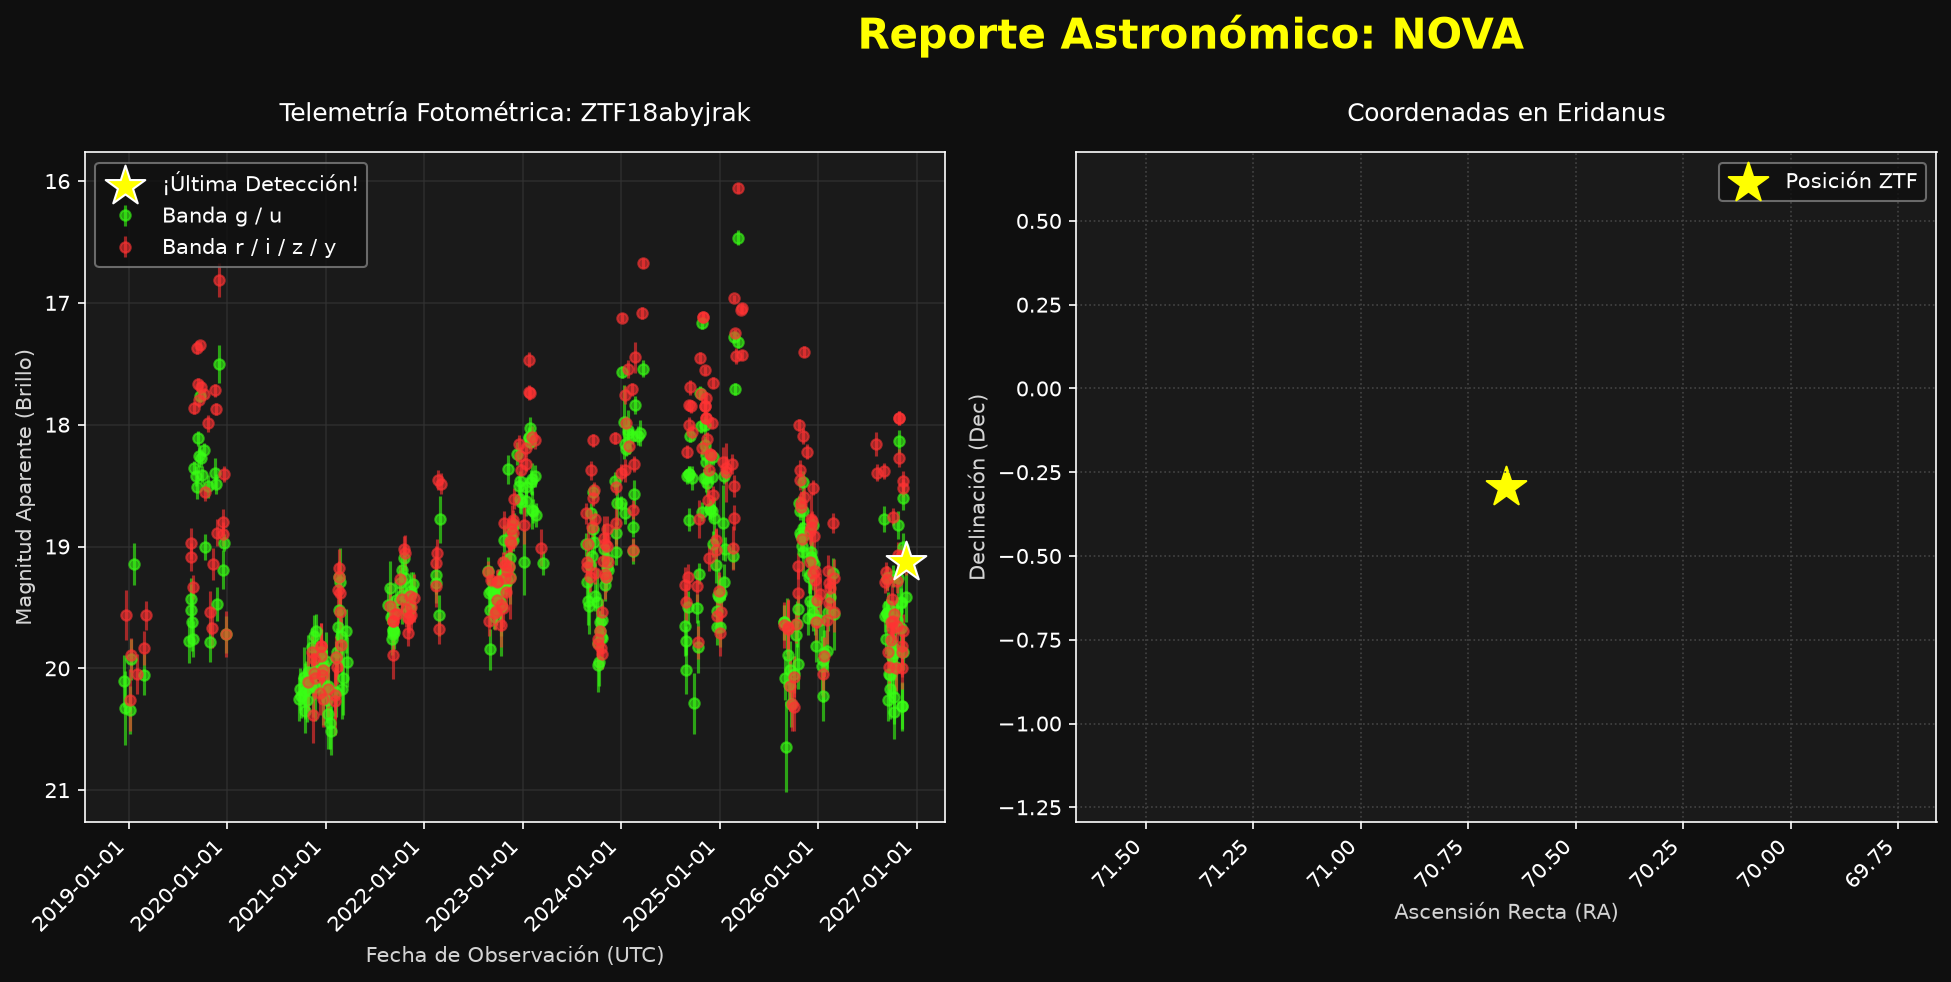 Reporte Astronómico: NOVA
Telemetría Fotométrica: ZTF18abyjrak
¡Última Detección!
Banda g / u
Banda r / i / z / y
Magnitud Aparente (Brillo)
16
17
18
19
20
21
2019-01-01
2020-01-01
2021-01-01
2022-01-01
2023-01-01
2024-01-01
2025-01-01
2026-01-01
2027-01-01
Fecha de Observación (UTC)
Coordenadas en Eridanus
Posición ZTF
Declinación (Dec)
0.50
0.25
0.00
−0.25
−0.50
−0.75
−1.00
−1.25
71.50
71.25
71.00
70.75
70.50
70.25
70.00
69.75
Ascensión Recta (RA)